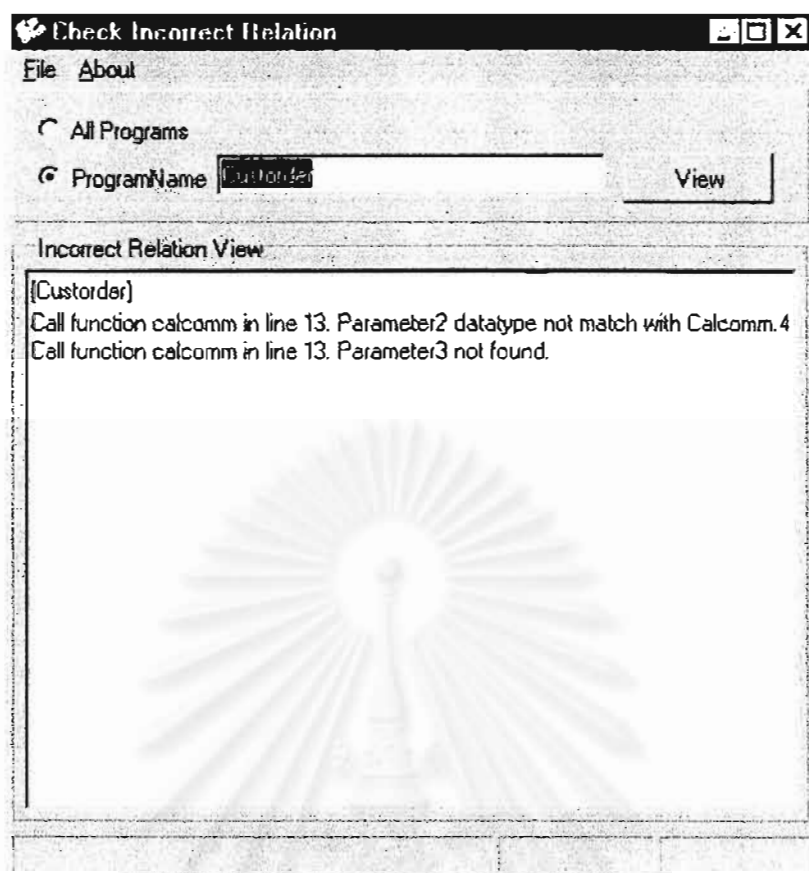 Check Incorrect Relation
File About
All Programs
ProgramName Custorder View
Incorrect Relation View
[Custorder]
Call function calcomm in line 13. Parameter2 datatype not match with Calcomm.4
Call function calcomm in line 13. Parameter3 not found.